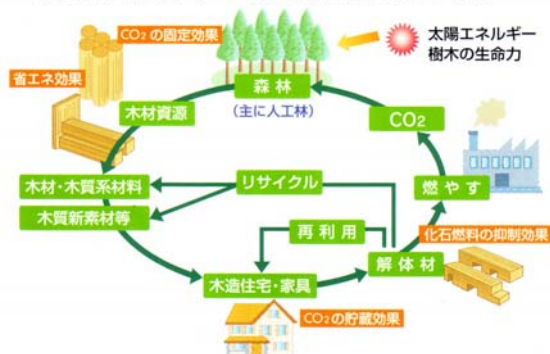 CO2の固定効果
太陽エネルギー
樹木の生命力
省エネ効果
森林
(主に人工林)
木材資源
CO2
木材・木質系材料
リサイクル
燃やす
木質新素材等
再利用
化石燃料の抑制効果
解体材
木造住宅・家具
CO2の貯蔵効果